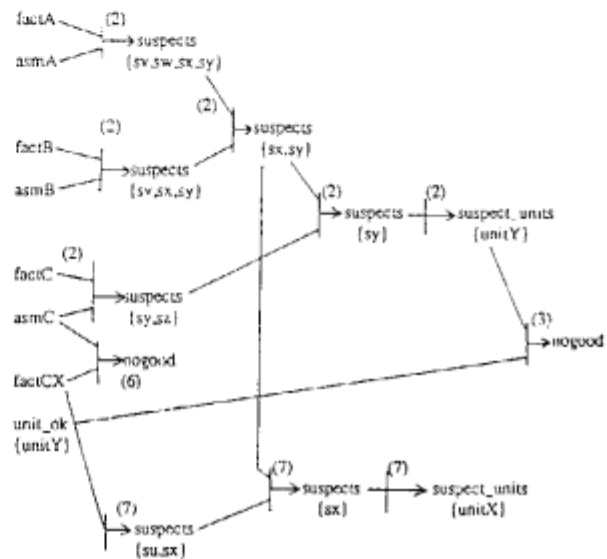 factA
(2)
suspects
asmA
{sv,sw,sx,sy}
(2)
(2)
suspects
{sx,sy}
factB
suspects
asmB
{sv,sx,sy}
(2)
(2)
suspects
suspect_units
{sy}
{unitY}
(2)
factC
suspects
asmC
{sy,sz}
(3)
nogood
nogood
factCX
(6)
unit_ok
{unitY}
(7)
(7)
suspects
suspect_units
{sx}
{unitX}
(7)
suspects
{su,sx}